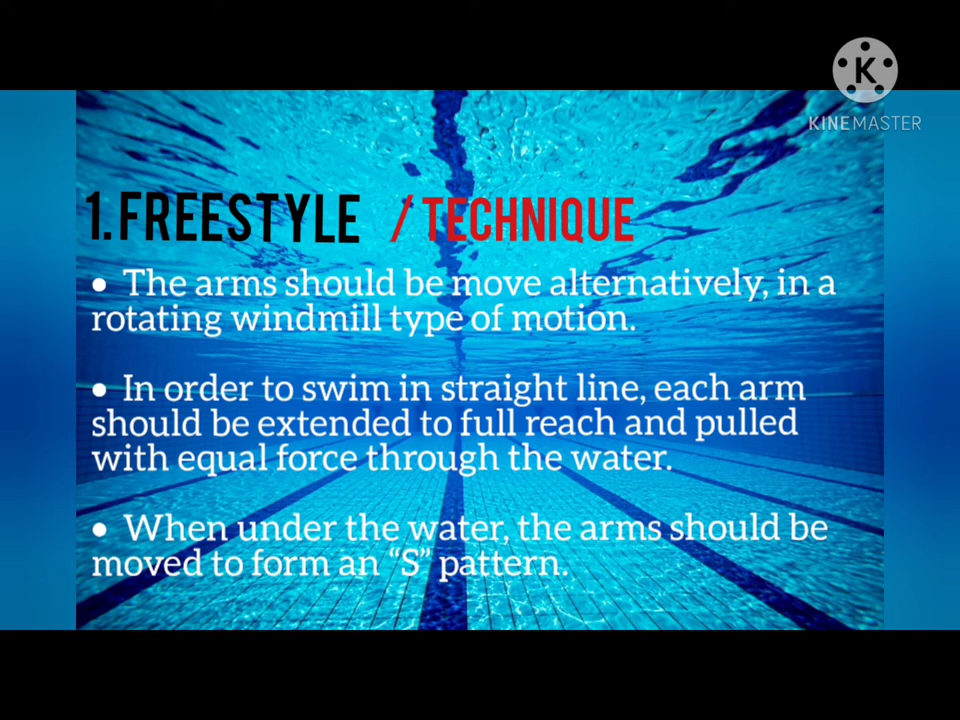 K
KINEMASTER
1. FREESTYLE / TECHNIQUE
• The arms should be move alternatively, in a
rotating windmill type of motion.
• In order to swim in straight line, each arm
should be extended to full reach and pulled
with equal force through the water.
• When under the water, the arms should be
moved to form an “S” pattern.